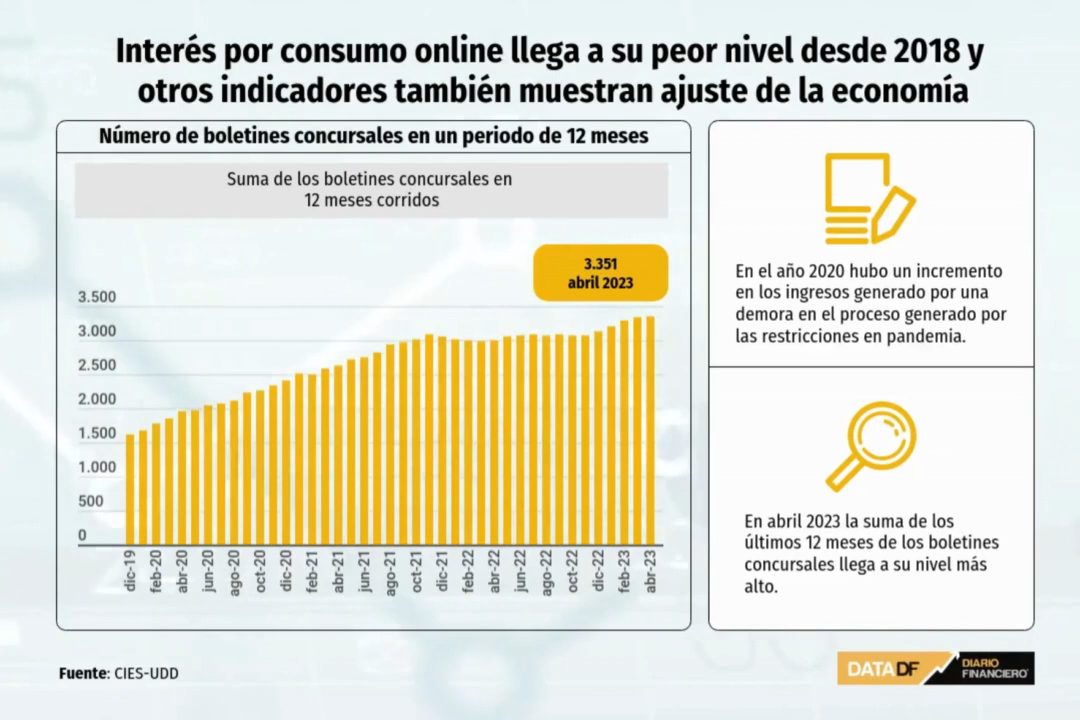 Interés por consumo online llega a su peor nivel desde 2018 y
otros indicadores también muestran ajuste de la economía
Número de boletines concursales en un periodo de 12 meses
Suma de los boletines concursales en
12 meses corridos
3.351
abril 2023
3.500
3.000
2.500
2.000
1.500
1.000
500
0
dic-19
feb-20
abr-20
jun-20
ago-20
oct-20
dic-20
feb-21
abr-21
jun-21
ago-21
oct-21
dic-21
feb-22
abr-22
jun-22
ago-22
oct-22
dic-22
feb-23
abr-23
En el año 2020 hubo un incremento
en los ingresos generado por una
demora en el proceso generado por
las restricciones en pandemia.
En abril 2023 la suma de los
últimos 12 meses de los boletines
concursales llega a su nivel más
alto.
Fuente: CIES-UDD
DATA DF
DIARIO
FINANCIERO